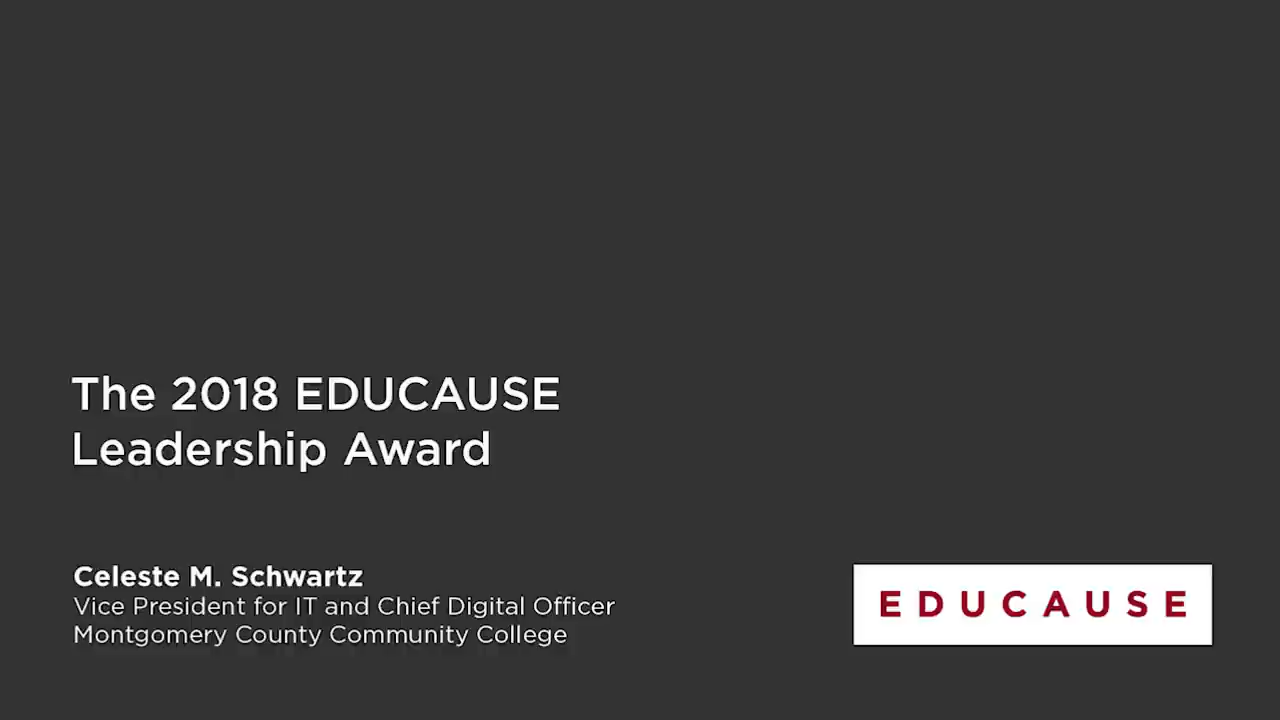 The 2018 EDUCAUSE
Leadership Award
Celeste M. Schwartz
Vice President for IT and Chief Digital Officer
Montgomery County Community College
EDUCAUSE